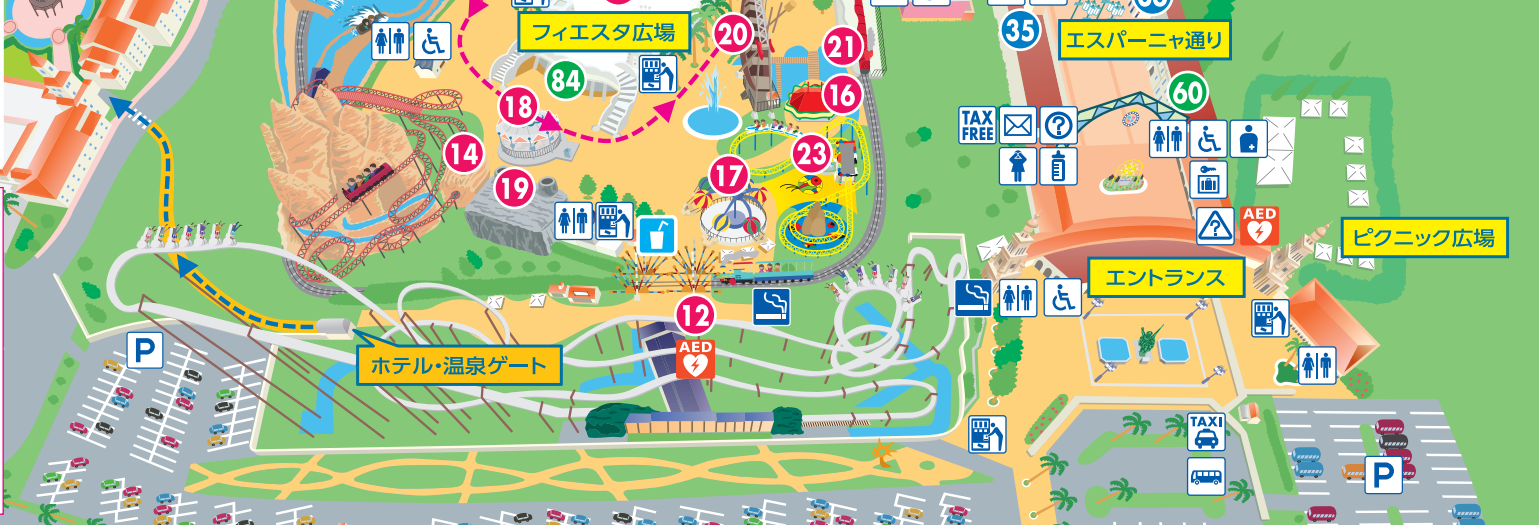 フィエスタ広場
20
21
35
エスパーニャ通り
84
18
16
60
TAX
FREE
?
14
23
17
19
AED
ピクニック広場
エントランス
12
AED
P
ホテル・温泉ゲート
TAXI
P